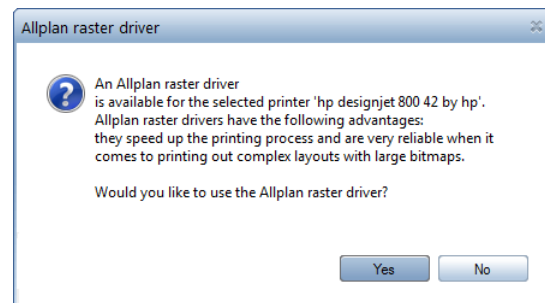 Allplan raster driver
An Allplan raster driver
is available for the selected printer 'hp designjet 800 42 by hp'.
Allplan raster drivers have the following advantages:
they speed up the printing process and are very reliable when it
comes to printing out complex layouts with large bitmaps.
Would you like to use the Allplan raster driver?
Yes No